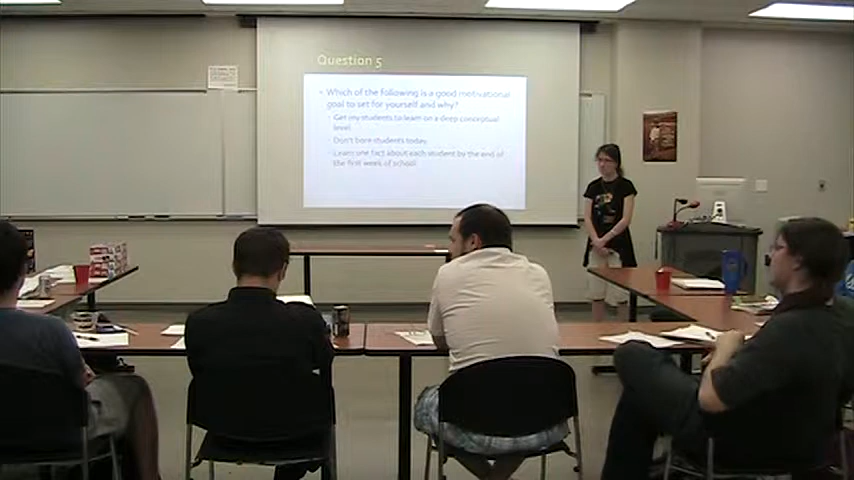 Question 5
Which of the following is a good motivational
goal to set for yourself and why?
Get my students to learn on a deep conceptual
level.
Don't bore students today.
Learn one fact about each student by the end of
the first week of school.